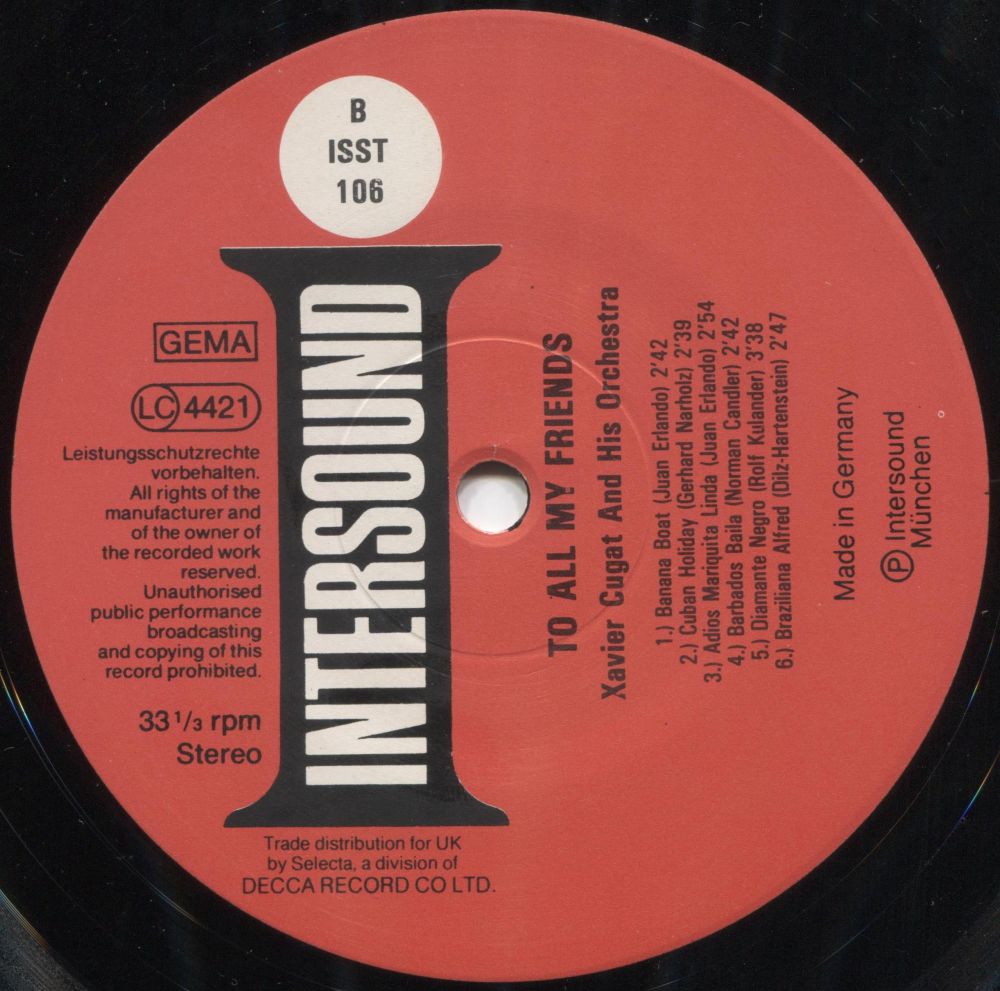 B
ISST
106
INTERSOUND
GEMA
LC 4421
Leistungsschutzrechte
vorbehalten.
All rights of the
manufacturer and
of the owner of
the recorded work
reserved.
Unauthorised
public performance
broadcasting
and copying of this
record prohibited.
33 1/3 rpm
Stereo
Trade distribution for UK
by Selecta, a division of
DECCA RECORD CO LTD.
TO ALL MY FRIENDS
Xavier Cugat And His Orchestra
1.) Banana Boat (Juan Erlando) 2'42
2.) Cuban Holiday (Gerhard Narholz) 2'39
3.) Adios Mariquita Linda (Juan Erlando) 2'54
4.) Barbados Baila (Norman Candler) 2'42
5.) Diamante Negro (Rolf Kulander) 3'38
6.) Braziliana Alfred (Dilz-Hartenstein) 2'47
Made in Germany
Ⓟ Intersound
München